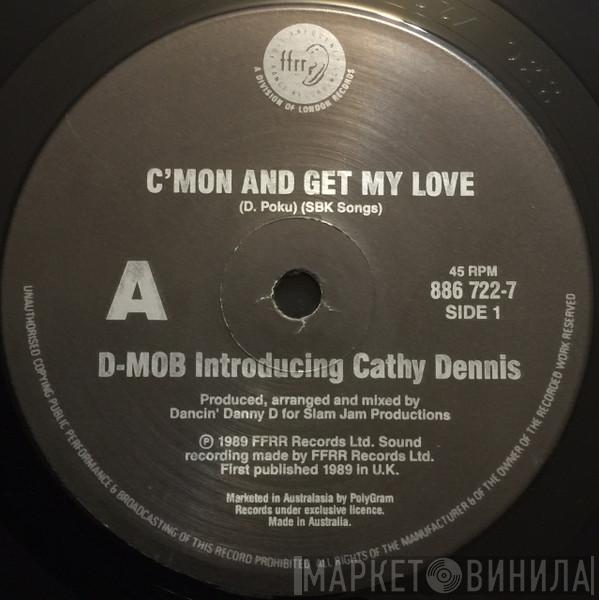 ffrr
A DIVISION OF LONDON RECORDS
C'MON AND GET MY LOVE
(D. Poku) (SBK Songs)
A
45 RPM
886 722-7
SIDE 1
D-MOB Introducing Cathy Dennis
Produced, arranged and mixed by
Dancin' Danny D for Slam Jam Productions
Ⓟ 1989 FFRR Records Ltd. Sound
recording made by FFRR Records Ltd.
First published 1989 in U.K.
Marketed in Australasia by PolyGram
Records under exclusive licence.
Made in Australia.
UNAUTHORISED COPYING PUBLIC PERFORMANCE & BROADCASTING OF THIS RECORD PROHIBITED. ALL RIGHTS OF THE MANUFACTURER & OF THE OWNER OF THE RECORDED WORK RESERVED
МАРКЕТ ВИНИЛА